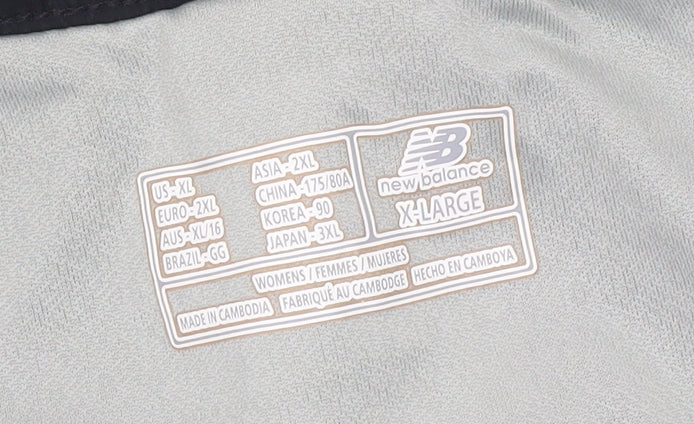 US - XL
EURO - 2XL
AUS - XL/16
BRAZIL - GG
ASIA - 2XL
CHINA - 175/80A
KOREA - 90
JAPAN - 3XL
NB
new balance
X-LARGE
WOMENS / FEMMES / MUJERES
MADE IN CAMBODIA
FABRIQUÉ AU CAMBODGE
HECHO EN CAMBOYA